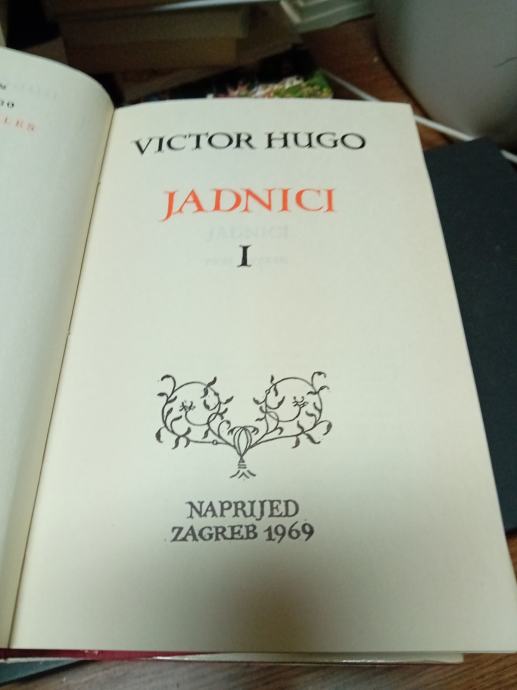 VICTOR HUGO
JADNICI
I
NAPRIJED
ZAGREB 1969